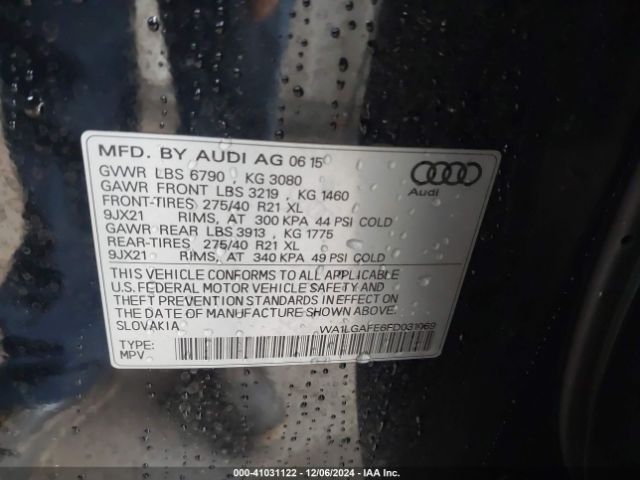 MFD. BY AUDI AG 06 15
GVWR LBS 6790 , KG 3080
GAWR FRONT LBS 3219 , KG 1460
FRONT-TIRES 275/40 R21 XL
9JX21 RIMS, AT 300 KPA 44 PSI COLD
GAWR REAR LBS 3913 , KG 1775
REAR-TIRES 275/40 R21 XL
9JX21 RIMS, AT 340 KPA 49 PSI COLD
Audi
THIS VEHICLE CONFORMS TO ALL APPLICABLE
U.S. FEDERAL MOTOR VEHICLE SAFETY AND
THEFT PREVENTION STANDARDS IN EFFECT ON
THE DATE OF MANUFACTURE SHOWN ABOVE.
SLOVAKIA
WA1LGAFE6FD031969
TYPE:
MPV
000-41031122 - 12/06/2024 - IAA Inc.